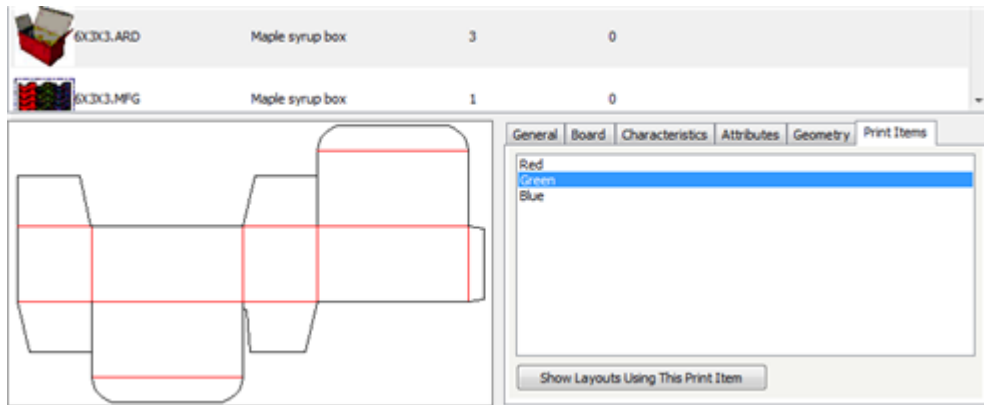 6X3X3.ARD Maple syrup box 3 0
6X3X3.MFG Maple syrup box 1 0
General Board Characteristics Attributes Geometry Print Items
Red
Green
Blue
Show Layouts Using This Print Item